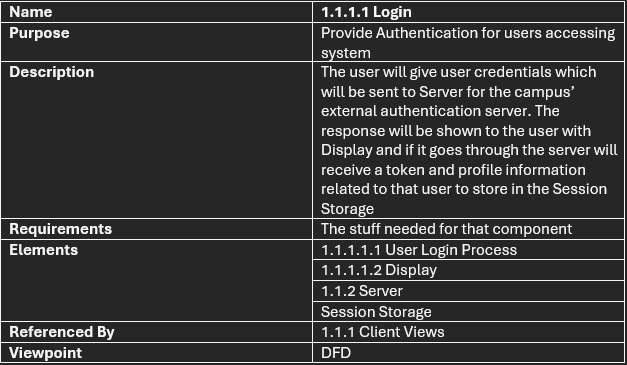 Name 1.1.1.1 Login
Purpose Provide Authentication for users accessing
system
Description The user will give user credentials which
will be sent to Server for the campus’
external authentication server. The
response will be shown to the user with
Display and if it goes through the server will
receive a token and profile information
related to that user to store in the Session
Storage
Requirements The stuff needed for that component
Elements 1.1.1.1.1 User Login Process
1.1.1.1.2 Display
1.1.2 Server
Session Storage
Referenced By 1.1.1 Client Views
Viewpoint DFD